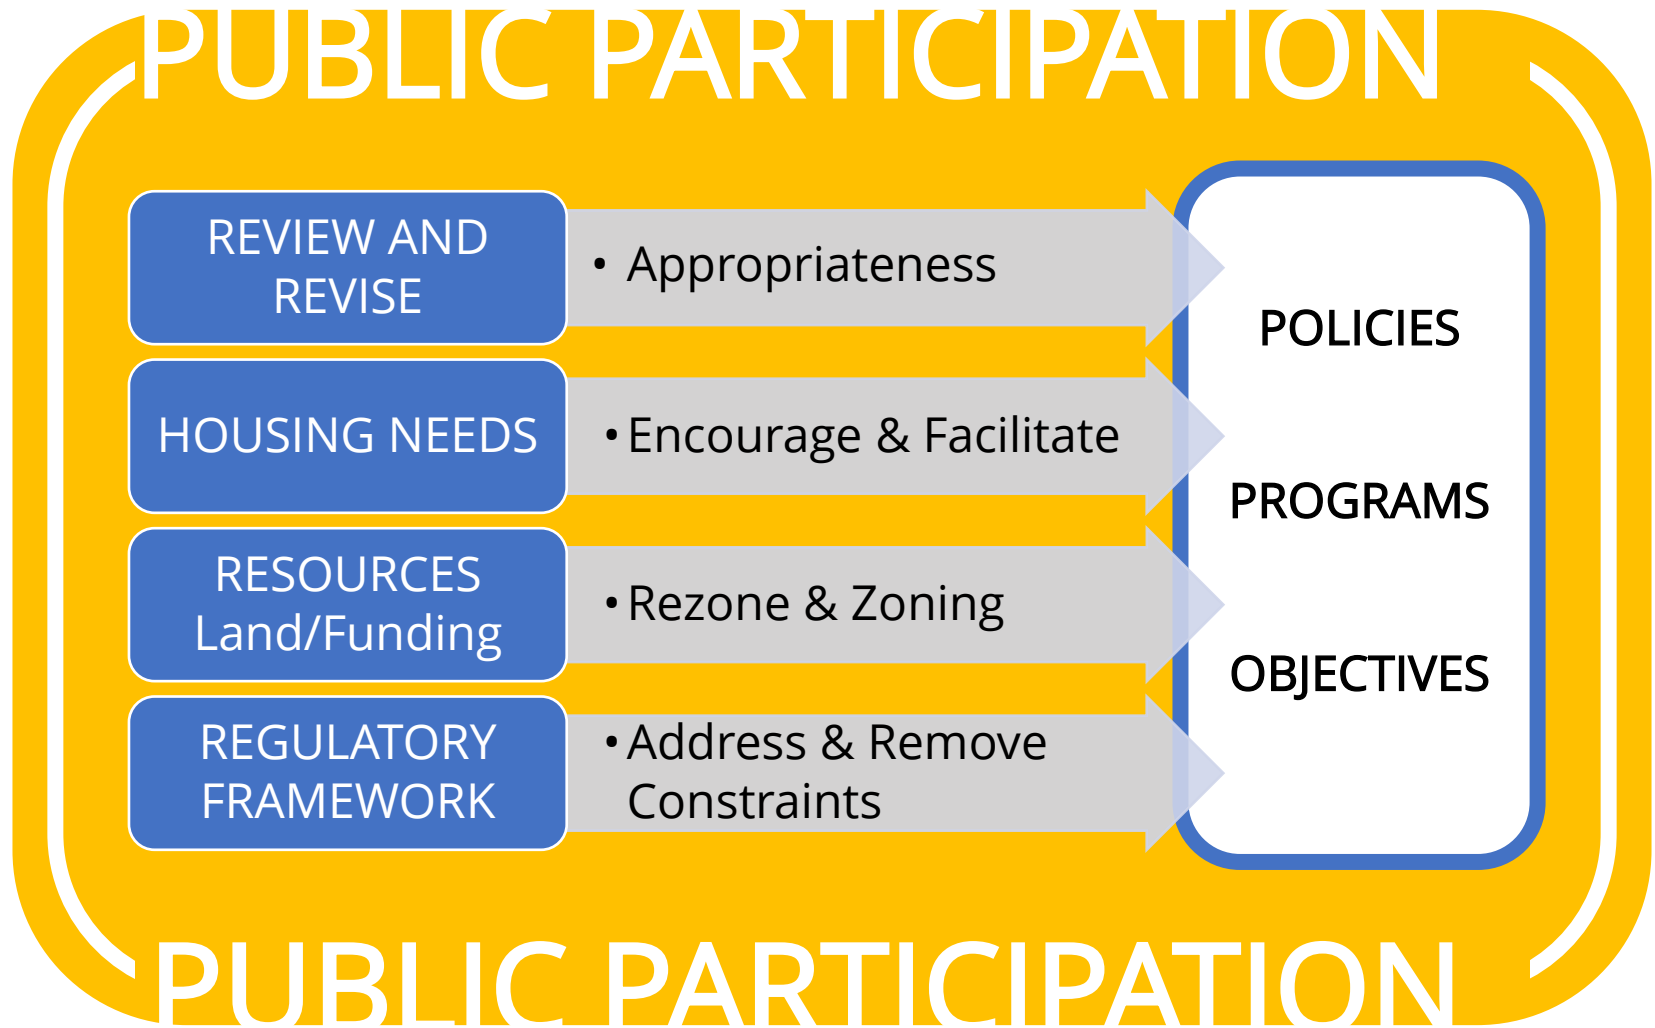 PUBLIC PARTICIPATION
REVIEW AND
REVISE
• Appropriateness
HOUSING NEEDS
• Encourage & Facilitate
RESOURCES
Land/Funding
• Rezone & Zoning
REGULATORY
FRAMEWORK
• Address & Remove
Constraints
POLICIES
PROGRAMS
OBJECTIVES
PUBLIC PARTICIPATION